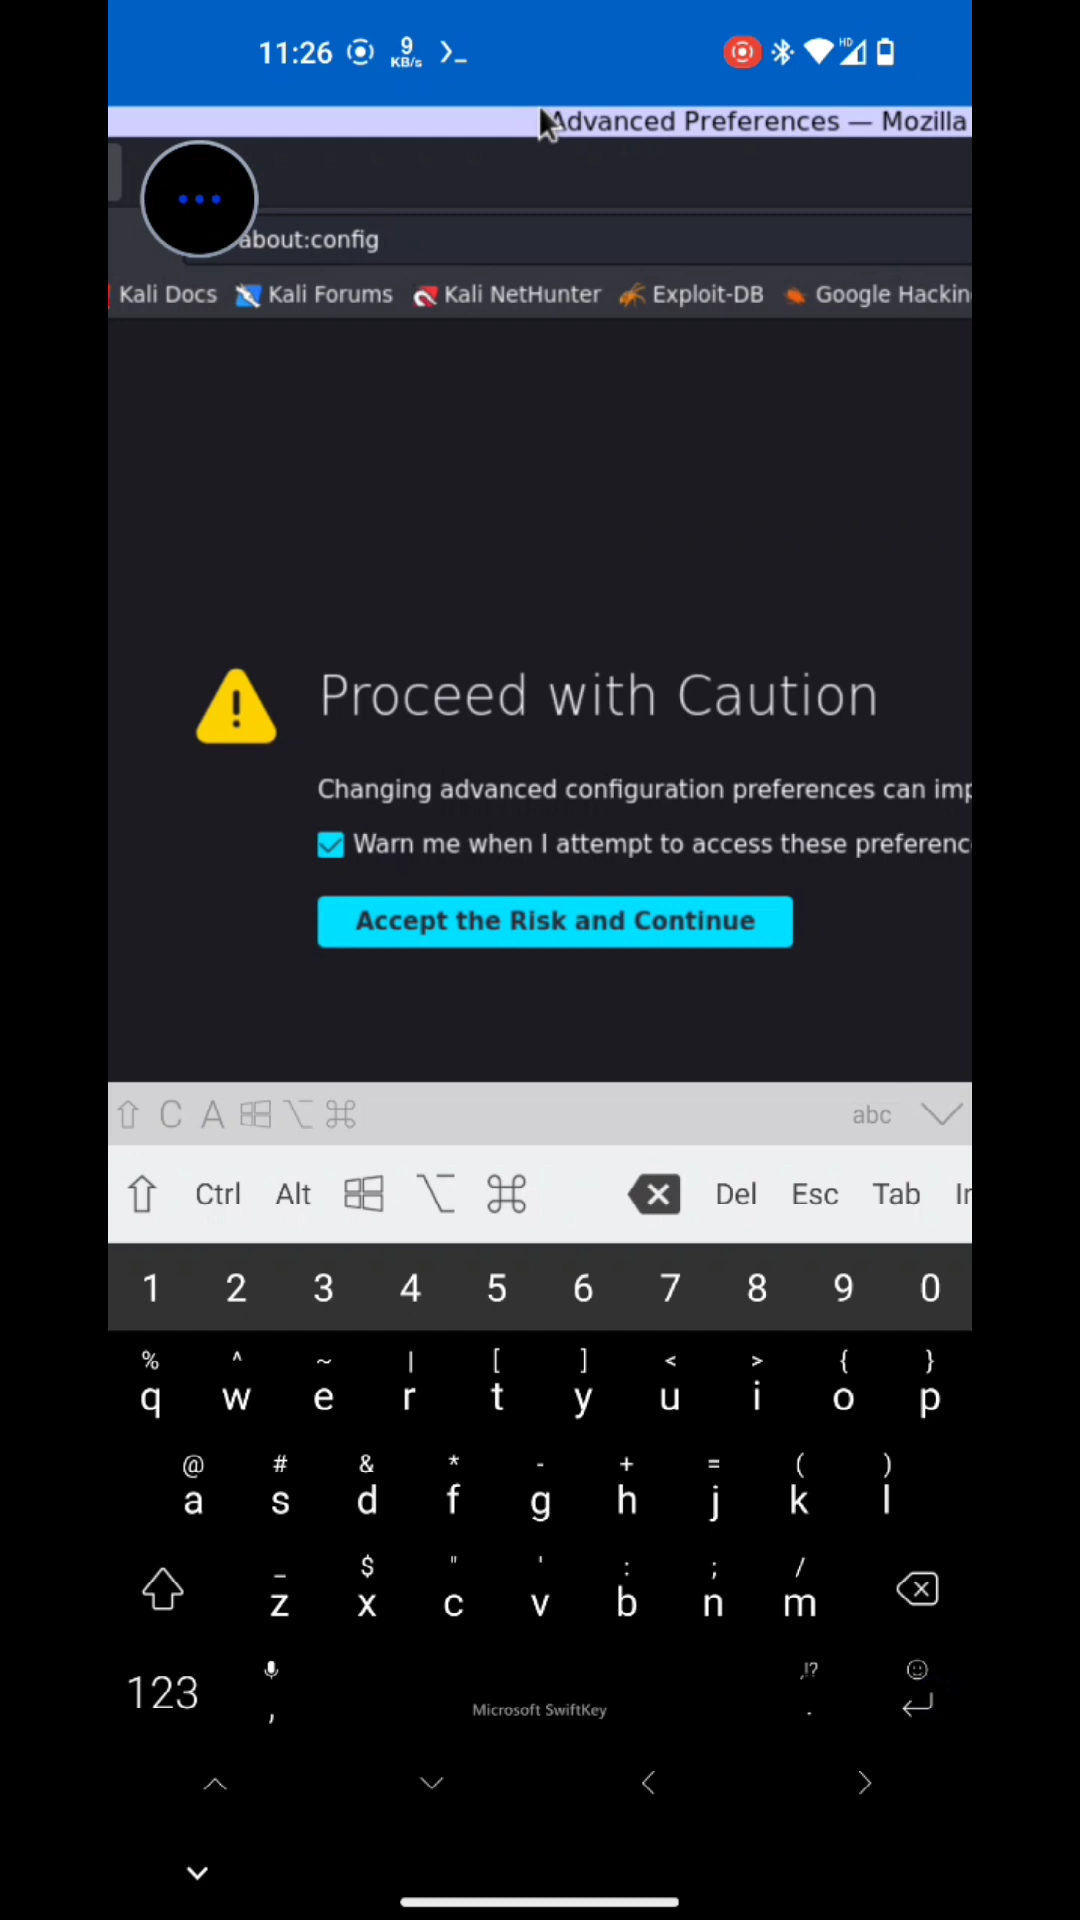 11:26 9 KB/s >_ HD
Advanced Preferences — Mozilla
about:config
Kali Docs Kali Forums Kali NetHunter Exploit-DB Google Hackin
Proceed with Caution
Changing advanced configuration preferences can imp
Warn me when I attempt to access these preferenc
Accept the Risk and Continue
C A abc
Ctrl Alt Del Esc Tab
1 2 3 4 5 6 7 8 9 0
% ^ ~ | [ ] < > { }
q w e r t y u i o p
@ # & * - + = ( )
a s d f g h j k l
_ $ " ' : ; /
z x c v b n m
,!?
123 , Microsoft SwiftKey .